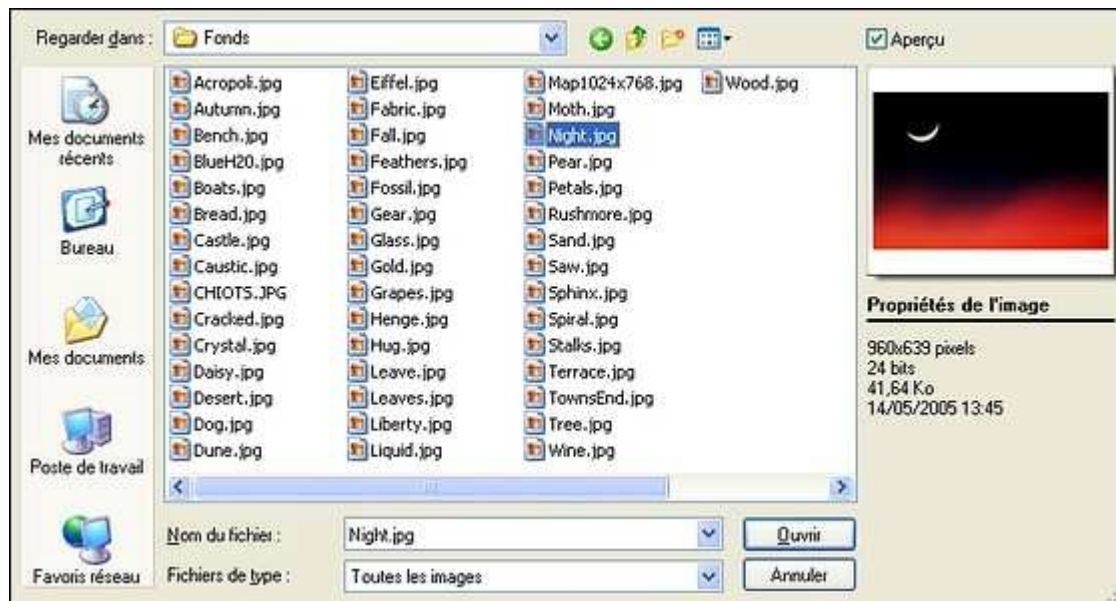 Regarder dans : Fonds
Aperçu
Mes documents récents
Bureau
Mes documents
Poste de travail
Favoris réseau
Acropoli.jpg
Autumn.jpg
Bench.jpg
BlueH20.jpg
Boats.jpg
Bread.jpg
Castle.jpg
Caustic.jpg
CHIOTS.JPG
Cracked.jpg
Crystal.jpg
Daisy.jpg
Desert.jpg
Dog.jpg
Dune.jpg
Eiffel.jpg
Fabric.jpg
Fall.jpg
Feathers.jpg
Fossil.jpg
Gear.jpg
Glass.jpg
Gold.jpg
Grapes.jpg
Henge.jpg
Hug.jpg
Leave.jpg
Leaves.jpg
Liberty.jpg
Liquid.jpg
Map1024x768.jpg
Moth.jpg
Night.jpg
Pear.jpg
Petals.jpg
Rushmore.jpg
Sand.jpg
Saw.jpg
Sphinx.jpg
Spiral.jpg
Stalks.jpg
Terrace.jpg
TownsEnd.jpg
Tree.jpg
Wine.jpg
Wood.jpg
Propriétés de l'image
960x639 pixels
24 bits
41,64 Ko
14/05/2005 13:45
Nom du fichier : Night.jpg
Ouvrir
Fichiers de type : Toutes les images
Annuler